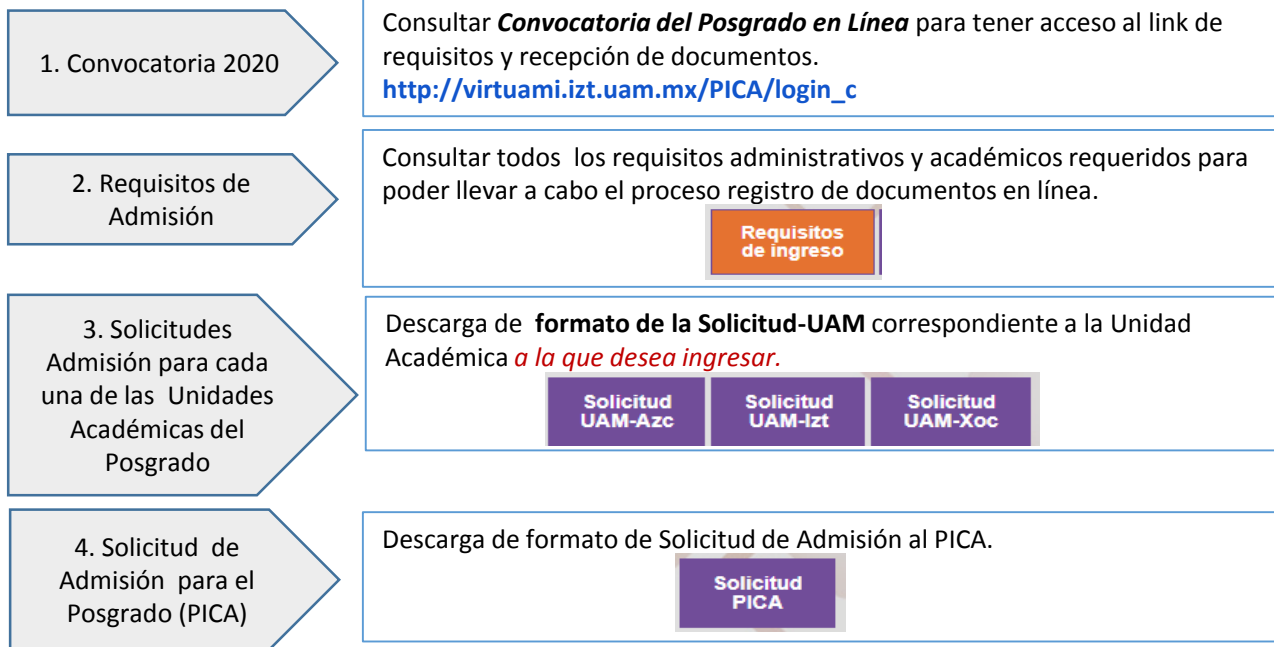 1. Convocatoria 2020
Consultar Convocatoria del Posgrado en Línea para tener acceso al link de
requisitos y recepción de documentos.
http://virtuami.izt.uam.mx/PICA/login_c
2. Requisitos de
Admisión
Consultar todos los requisitos administrativos y académicos requeridos para
poder llevar a cabo el proceso registro de documentos en línea.
Requisitos
de ingreso
3. Solicitudes
Admisión para cada
una de las Unidades
Académicas del
Posgrado
Descarga de formato de la Solicitud-UAM correspondiente a la Unidad
Académica a la que desea ingresar.
Solicitud
UAM-Azc
Solicitud
UAM-Izt
Solicitud
UAM-Xoc
4. Solicitud de
Admisión para el
Posgrado (PICA)
Descarga de formato de Solicitud de Admisión al PICA.
Solicitud
PICA